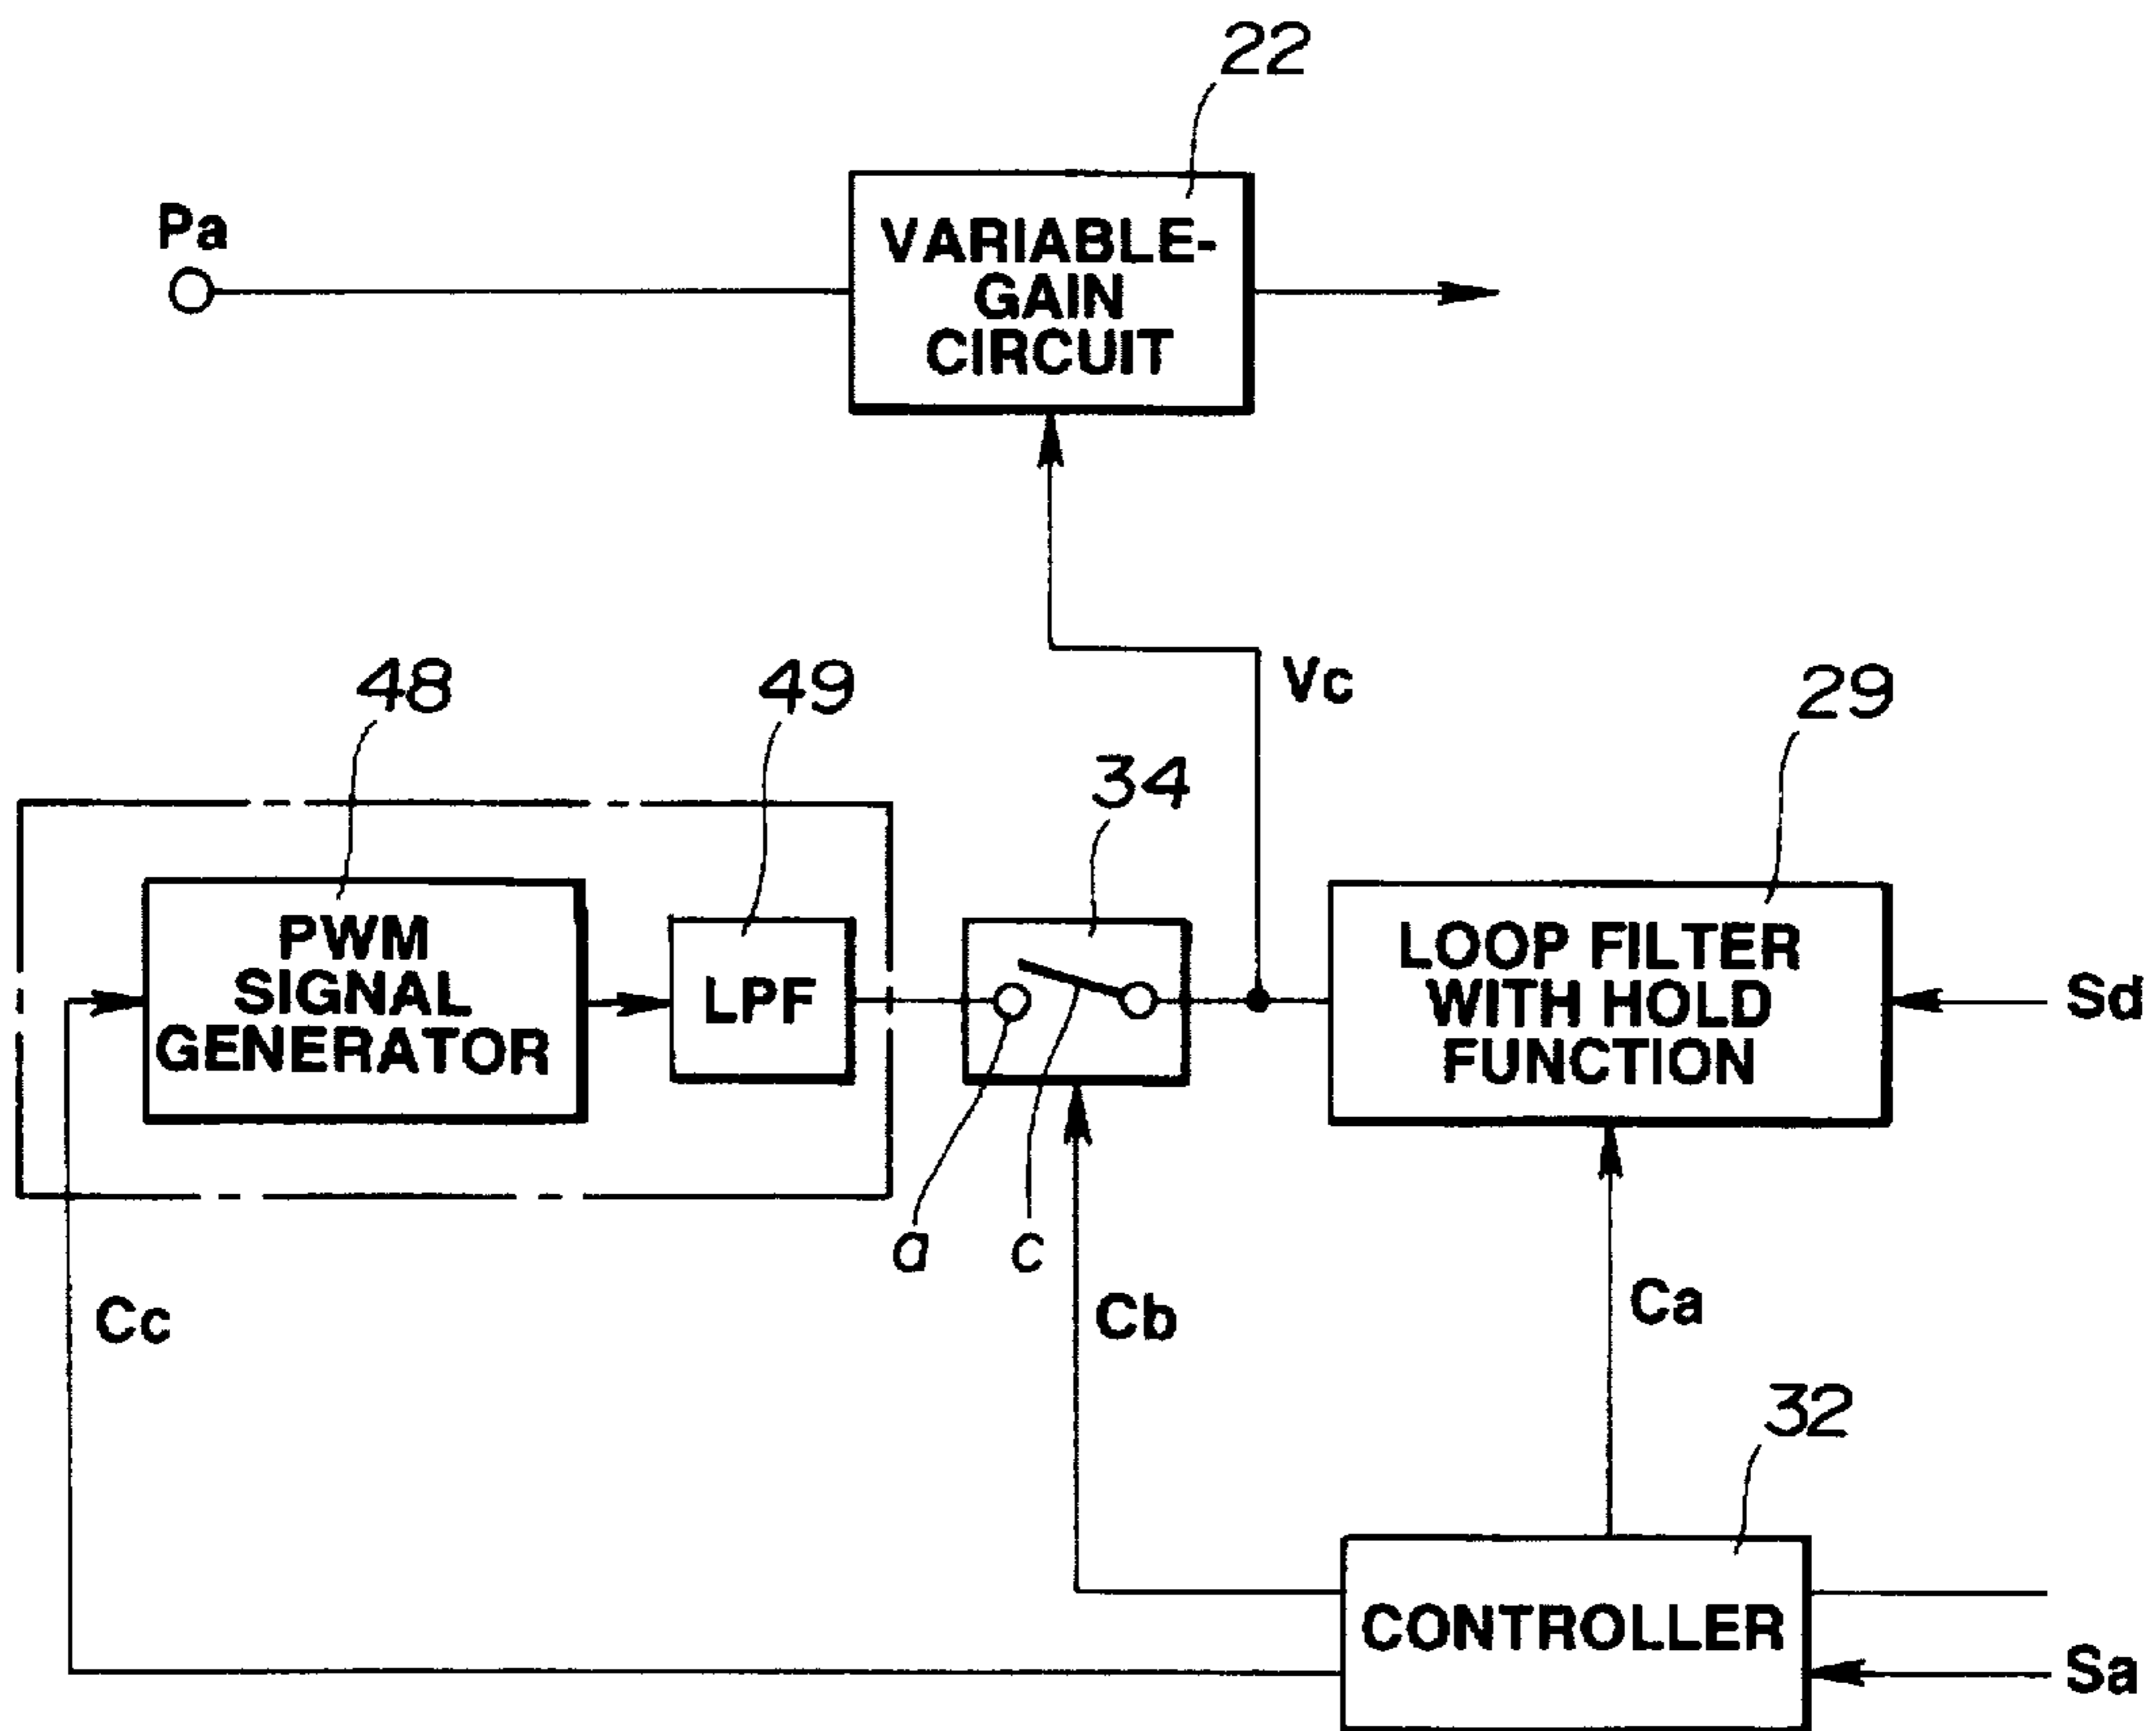 22
Pa
VARIABLE-
GAIN
CIRCUIT
Vc
48
49
34
29
PWM
SIGNAL
GENERATOR
LPF
LOOP FILTER
WITH HOLD
FUNCTION
Sd
a
c
Cc
Cb
Ca
32
CONTROLLER
Sa